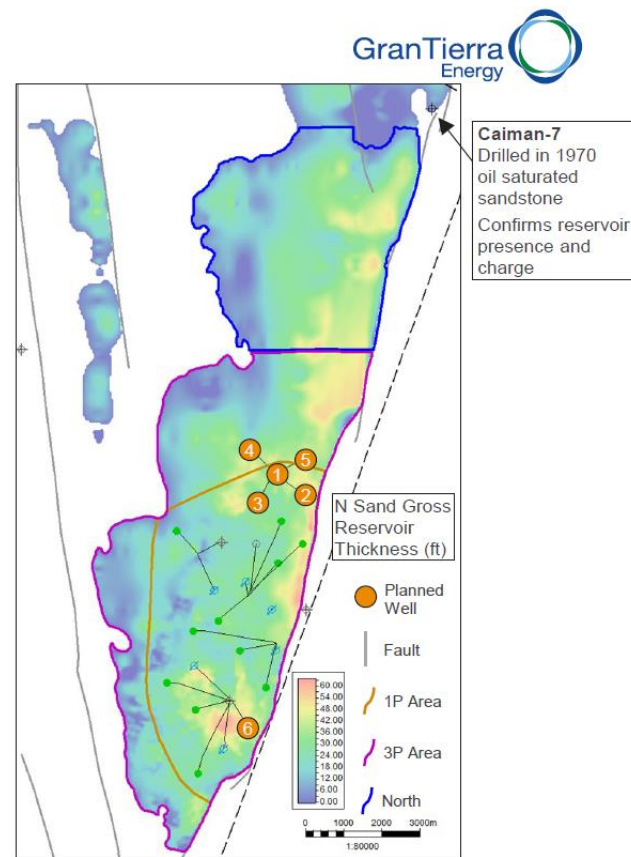 GranTierra
Energy
Caiman-7
Drilled in 1970
oil saturated
sandstone
Confirms reservoir
presence and
charge
4
5
1
3
2
N Sand Gross
Reservoir
Thickness (ft)
Planned
Well
Fault
1P Area
3P Area
North
6
60.00
54.00
48.00
42.00
36.00
30.00
24.00
18.00
12.00
6.00
0.00
0 1000 2000 3000m
1:80000